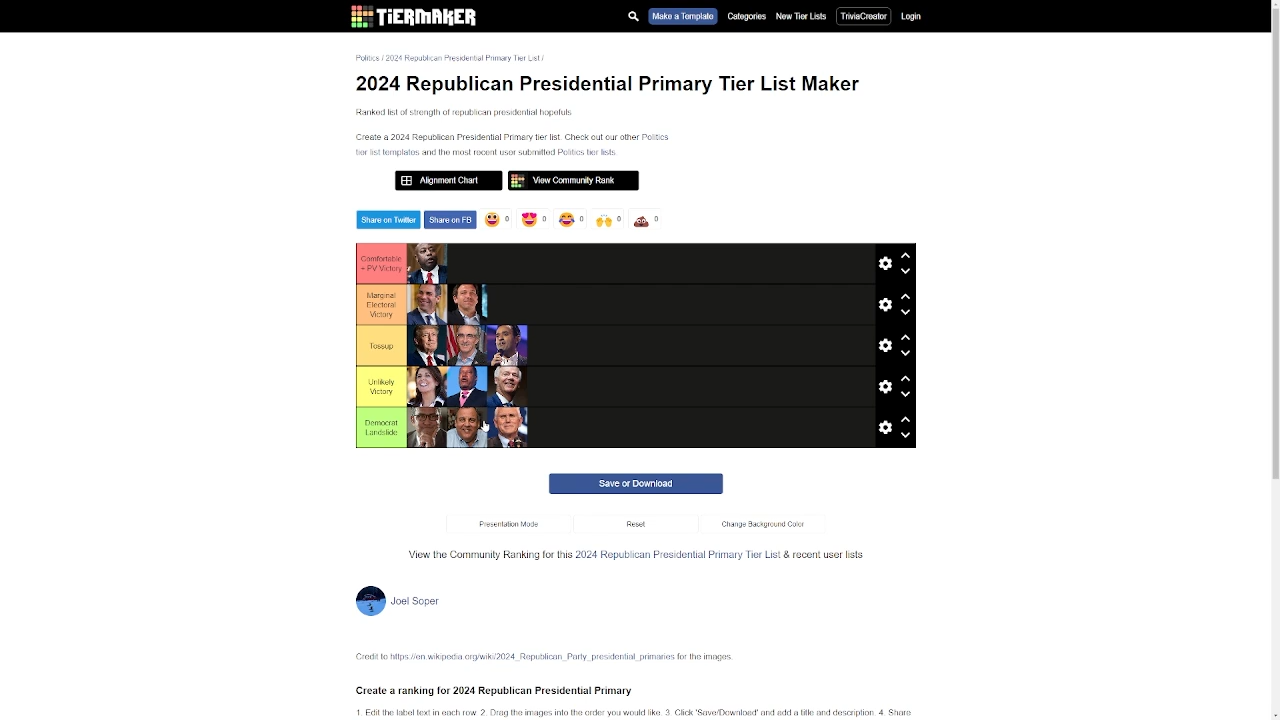 TIERMAKER
Make a Template
Categories
New Tier Lists
TriviaCreator
Login
Politics / 2024 Republican Presidential Primary Tier List /
2024 Republican Presidential Primary Tier List Maker
Ranked list of strength of republican presidential hopefuls
Create a 2024 Republican Presidential Primary tier list. Check out our other Politics
tier list templates and the most recent user submitted Politics tier lists.
Alignment Chart
View Community Rank
Share on Twitter
Share on FB
0
0
0
0
0
Comfortable
+ PV Victory
Marginal
Electoral
Victory
Tossup
Unlikely
Victory
Democrat
Landslide
Save or Download
Presentation Mode
Reset
Change Background Color
View the Community Ranking for this 2024 Republican Presidential Primary Tier List & recent user lists
Joel Soper
Credit to https://en.wikipedia.org/wiki/2024_Republican_Party_presidential_primaries for the images.
Create a ranking for 2024 Republican Presidential Primary
1. Edit the label text in each row. 2. Drag the images into the order you would like. 3. Click 'Save/Download' and add a title and description. 4. Share